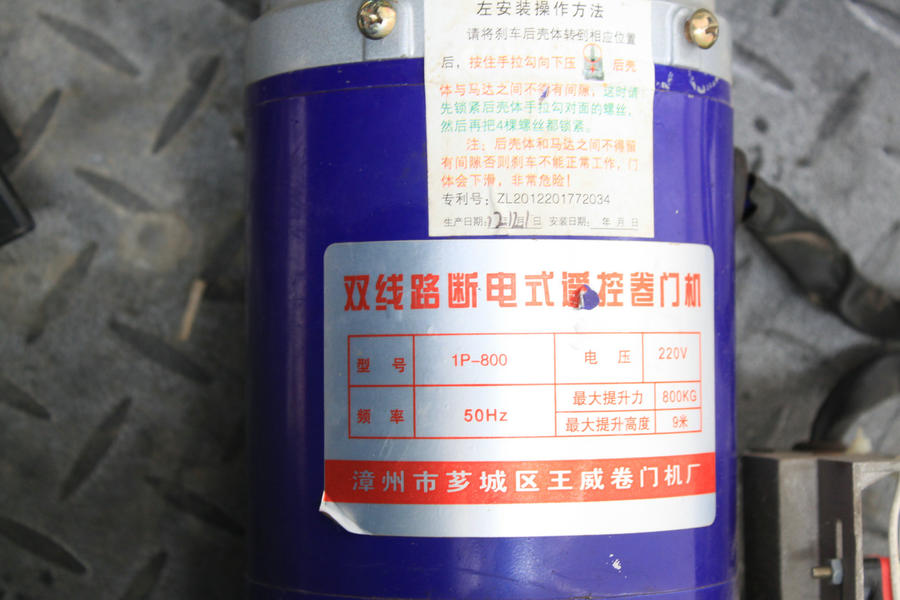 左安装操作方法
请将刹车后壳体转到相应位置
后，按住手拉勾向下压 后壳
体与马达之间不 有间隙，这时请
先锁紧后壳体手拉勾对面的螺丝，
然后再把4棵螺丝都锁紧。
注：后壳体和马达之间不得留
有间隙否则刹车不能正常工作，门
体会下滑，非常危险！
专利号：ZL2012201772034
生产日期： 年 月 日 安装日期： 年 月 日
双线路断电式遥控卷门机
型号 1P-800 电压 220V
频率 50Hz 最大提升力 800KG
最大提升高度 9米
漳州市芗城区王威卷门机厂